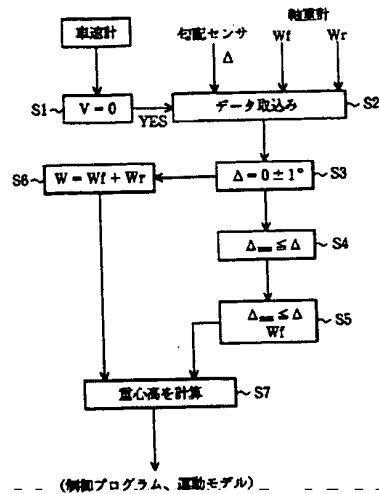 軸重計
車速計
勾配センサ
Wf
Wr
Δ
S1
V = 0
YES
データ取込み
S2
S6
W = Wf + Wr
Δ = 0 ± 1°
S3
≦ Δ
S4
≦ Δ
Wf
S5
重心高を計算
S7
(制御プログラム、運動モデル)